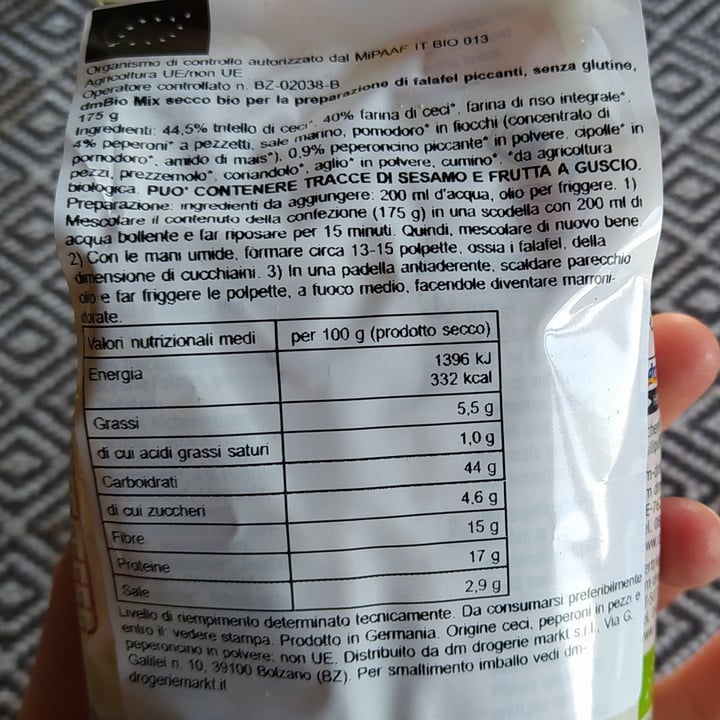 Organismo di controllo autorizzato dal MiPAAF IT BIO 013
Agricoltura UE/non UE
Operatore controllato n. BZ-02038-B
dmBio Mix secco bio per la preparazione di falafel piccanti, senza glutine,
175 g
Ingredienti: 44,5% tritello di ceci*, 40% farina di ceci*, farina di riso integrale*,
4% peperoni* a pezzetti, sale marino, pomodoro* in fiocchi (concentrato di
pomodoro*, amido di mais*), 0,9% peperoncino piccante* in polvere, cipolle* in
pezzi, prezzemolo*, coriandolo*, aglio* in polvere, cumino*. *da agricoltura
biologica. PUO' CONTENERE TRACCE DI SESAMO E FRUTTA A GUSCIO.
Preparazione: ingredienti da aggiungere: 200 ml d'acqua, olio per friggere. 1)
Mescolare il contenuto della confezione (175 g) in una scodella con 200 ml di
acqua bollente e far riposare per 15 minuti. Quindi, mescolare di nuovo bene.
2) Con le mani umide, formare circa 13-15 polpette, ossia i falafel, della
dimensione di cucchiaini. 3) In una padella antiaderente, scaldare parecchio
olio e far friggere le polpette, a fuoco medio, facendole diventare marroni-
dorate.
Valori nutrizionali medi per 100 g (prodotto secco)
Energia 1396 kJ
332 kcal
Grassi 5,5 g
di cui acidi grassi saturi 1,0 g
Carboidrati 44 g
di cui zuccheri 4,6 g
Fibre 15 g
Proteine 17 g
Sale 2,9 g
Livello di riempimento determinato tecnicamente. Da consumarsi preferibilmente
entro il: vedere stampa. Prodotto in Germania. Origine ceci, peperoni in pezzi e
peperoncino in polvere: non UE. Distribuito da dm drogerie markt s.r.l., Via G.
Galilei n. 10, 39100 Bolzano (BZ). Per smaltimento imballo vedi dm-
drogeriemarkt.it